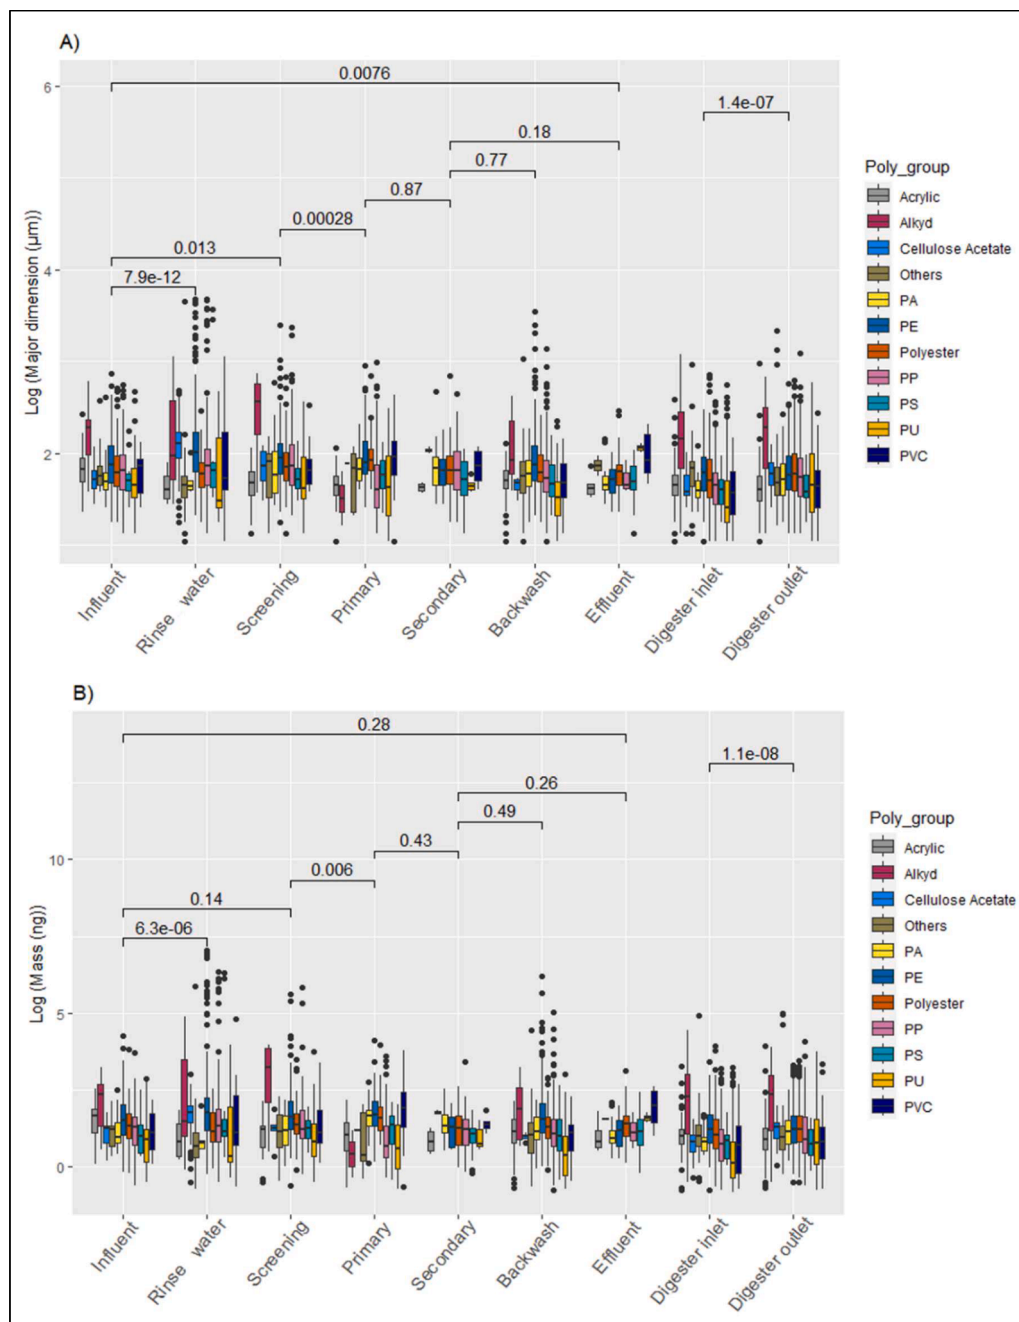 A)
0.0076
1.4e-07
0.18
0.77
0.87
0.00028
0.013
7.9e-12
6
4
2
Log (Major dimension (µm))
Influent
Rinse water
Screening
Primary
Secondary
Backwash
Effluent
Digester inlet
Digester outlet
Poly_group
Acrylic
Alkyd
Cellulose Acetate
Others
PA
PE
Polyester
PP
PS
PU
PVC
B)
0.28
1.1e-08
0.26
0.49
0.43
0.006
0.14
6.3e-06
10
5
0
Log (Mass (ng))
Influent
Rinse water
Screening
Primary
Secondary
Backwash
Effluent
Digester inlet
Digester outlet
Poly_group
Acrylic
Alkyd
Cellulose Acetate
Others
PA
PE
Polyester
PP
PS
PU
PVC